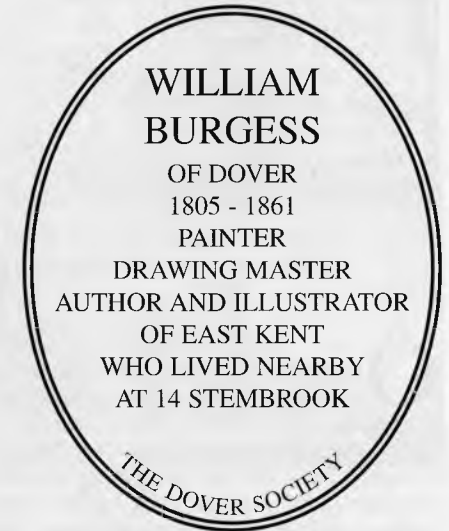 WILLIAM
BURGESS
OF DOVER
1805 - 1861
PAINTER
DRAWING MASTER
AUTHOR AND ILLUSTRATOR
OF EAST KENT
WHO LIVED NEARBY
AT 14 STEMBROOK
THE DOVER SOCIETY